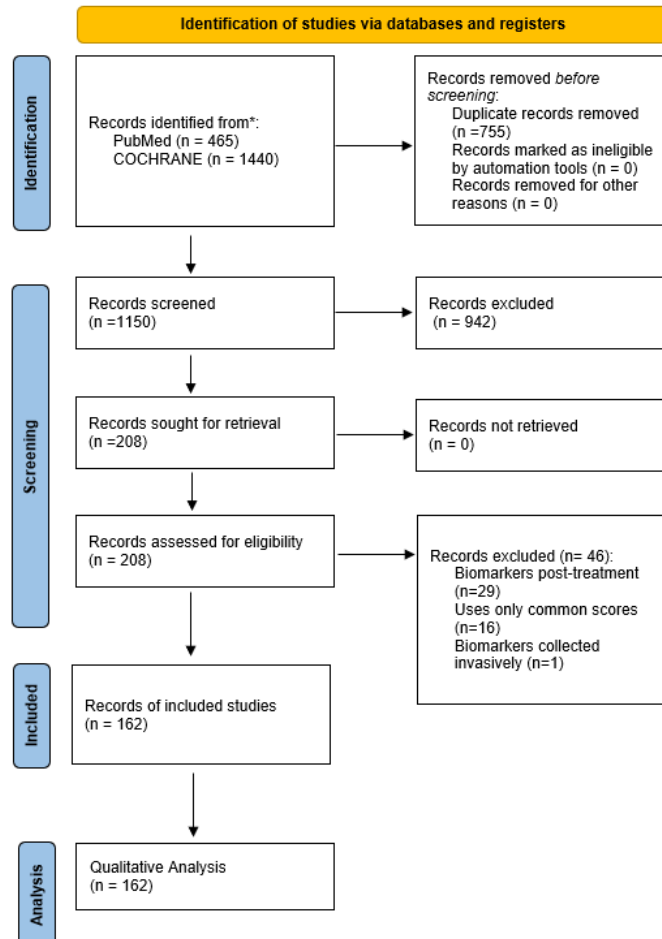 Identification of studies via databases and registers
Identification
Records identified from*:
PubMed (n = 465)
COCHRANE (n = 1440)
Records removed before
screening:
Duplicate records removed
(n =755)
Records marked as ineligible
by automation tools (n = 0)
Records removed for other
reasons (n = 0)
Screening
Records screened
(n =1150)
Records excluded
(n = 942)
Records sought for retrieval
(n =208)
Records not retrieved
(n = 0)
Records assessed for eligibility
(n = 208)
Records excluded (n= 46):
Biomarkers post-treatment
(n=29)
Uses only common scores
(n=16)
Biomarkers collected
invasively (n=1)
Included
Records of included studies
(n = 162)
Analysis
Qualitative Analysis
(n = 162)